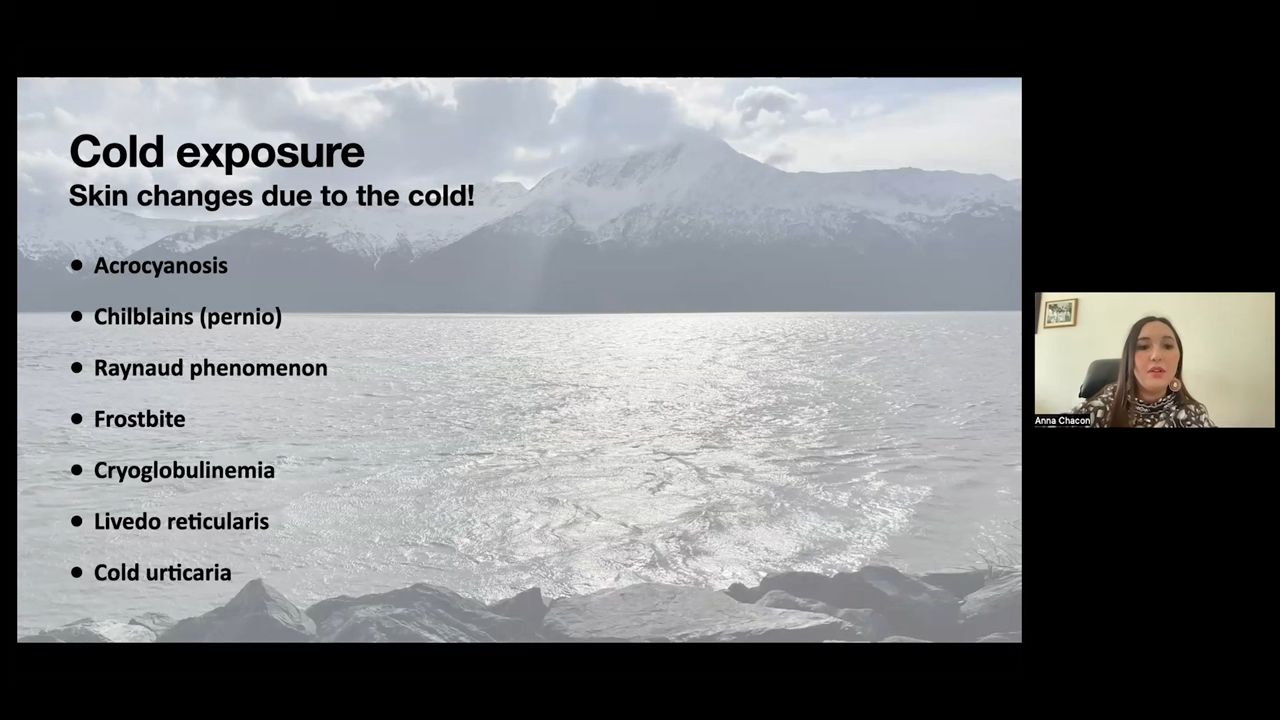 Cold exposure
Skin changes due to the cold!
• Acrocyanosis
• Chilblains (pernio)
• Raynaud phenomenon
• Frostbite
• Cryoglobulinemia
• Livedo reticularis
• Cold urticaria
Anna Chacon